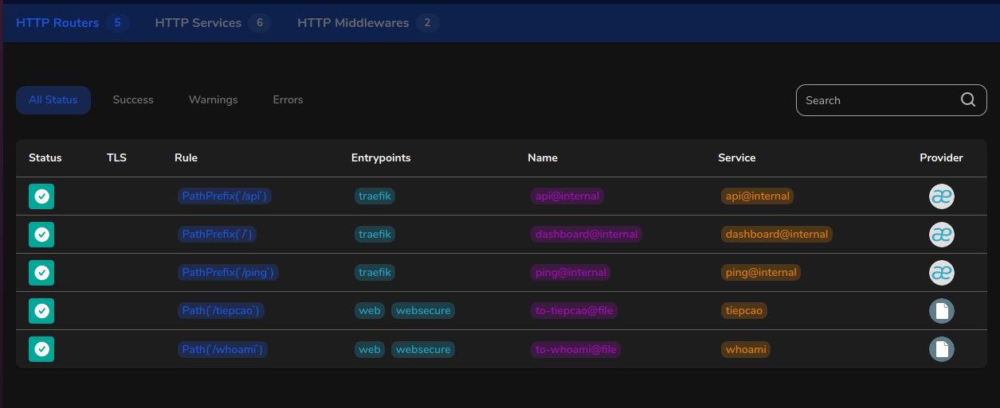 HTTP Routers 5 HTTP Services 6 HTTP Middlewares 2
All Status Success Warnings Errors Search
Status TLS Rule Entrypoints Name Service Provider
PathPrefix(`/api`) traefik api@internal api@internal
PathPrefix(`/`) traefik dashboard@internal dashboard@internal
PathPrefix(`/ping`) traefik ping@internal ping@internal
Path(`/tiepcao`) web websecure to-tiepcao@file tiepcao
Path(`/whoami`) web websecure to-whoami@file whoami